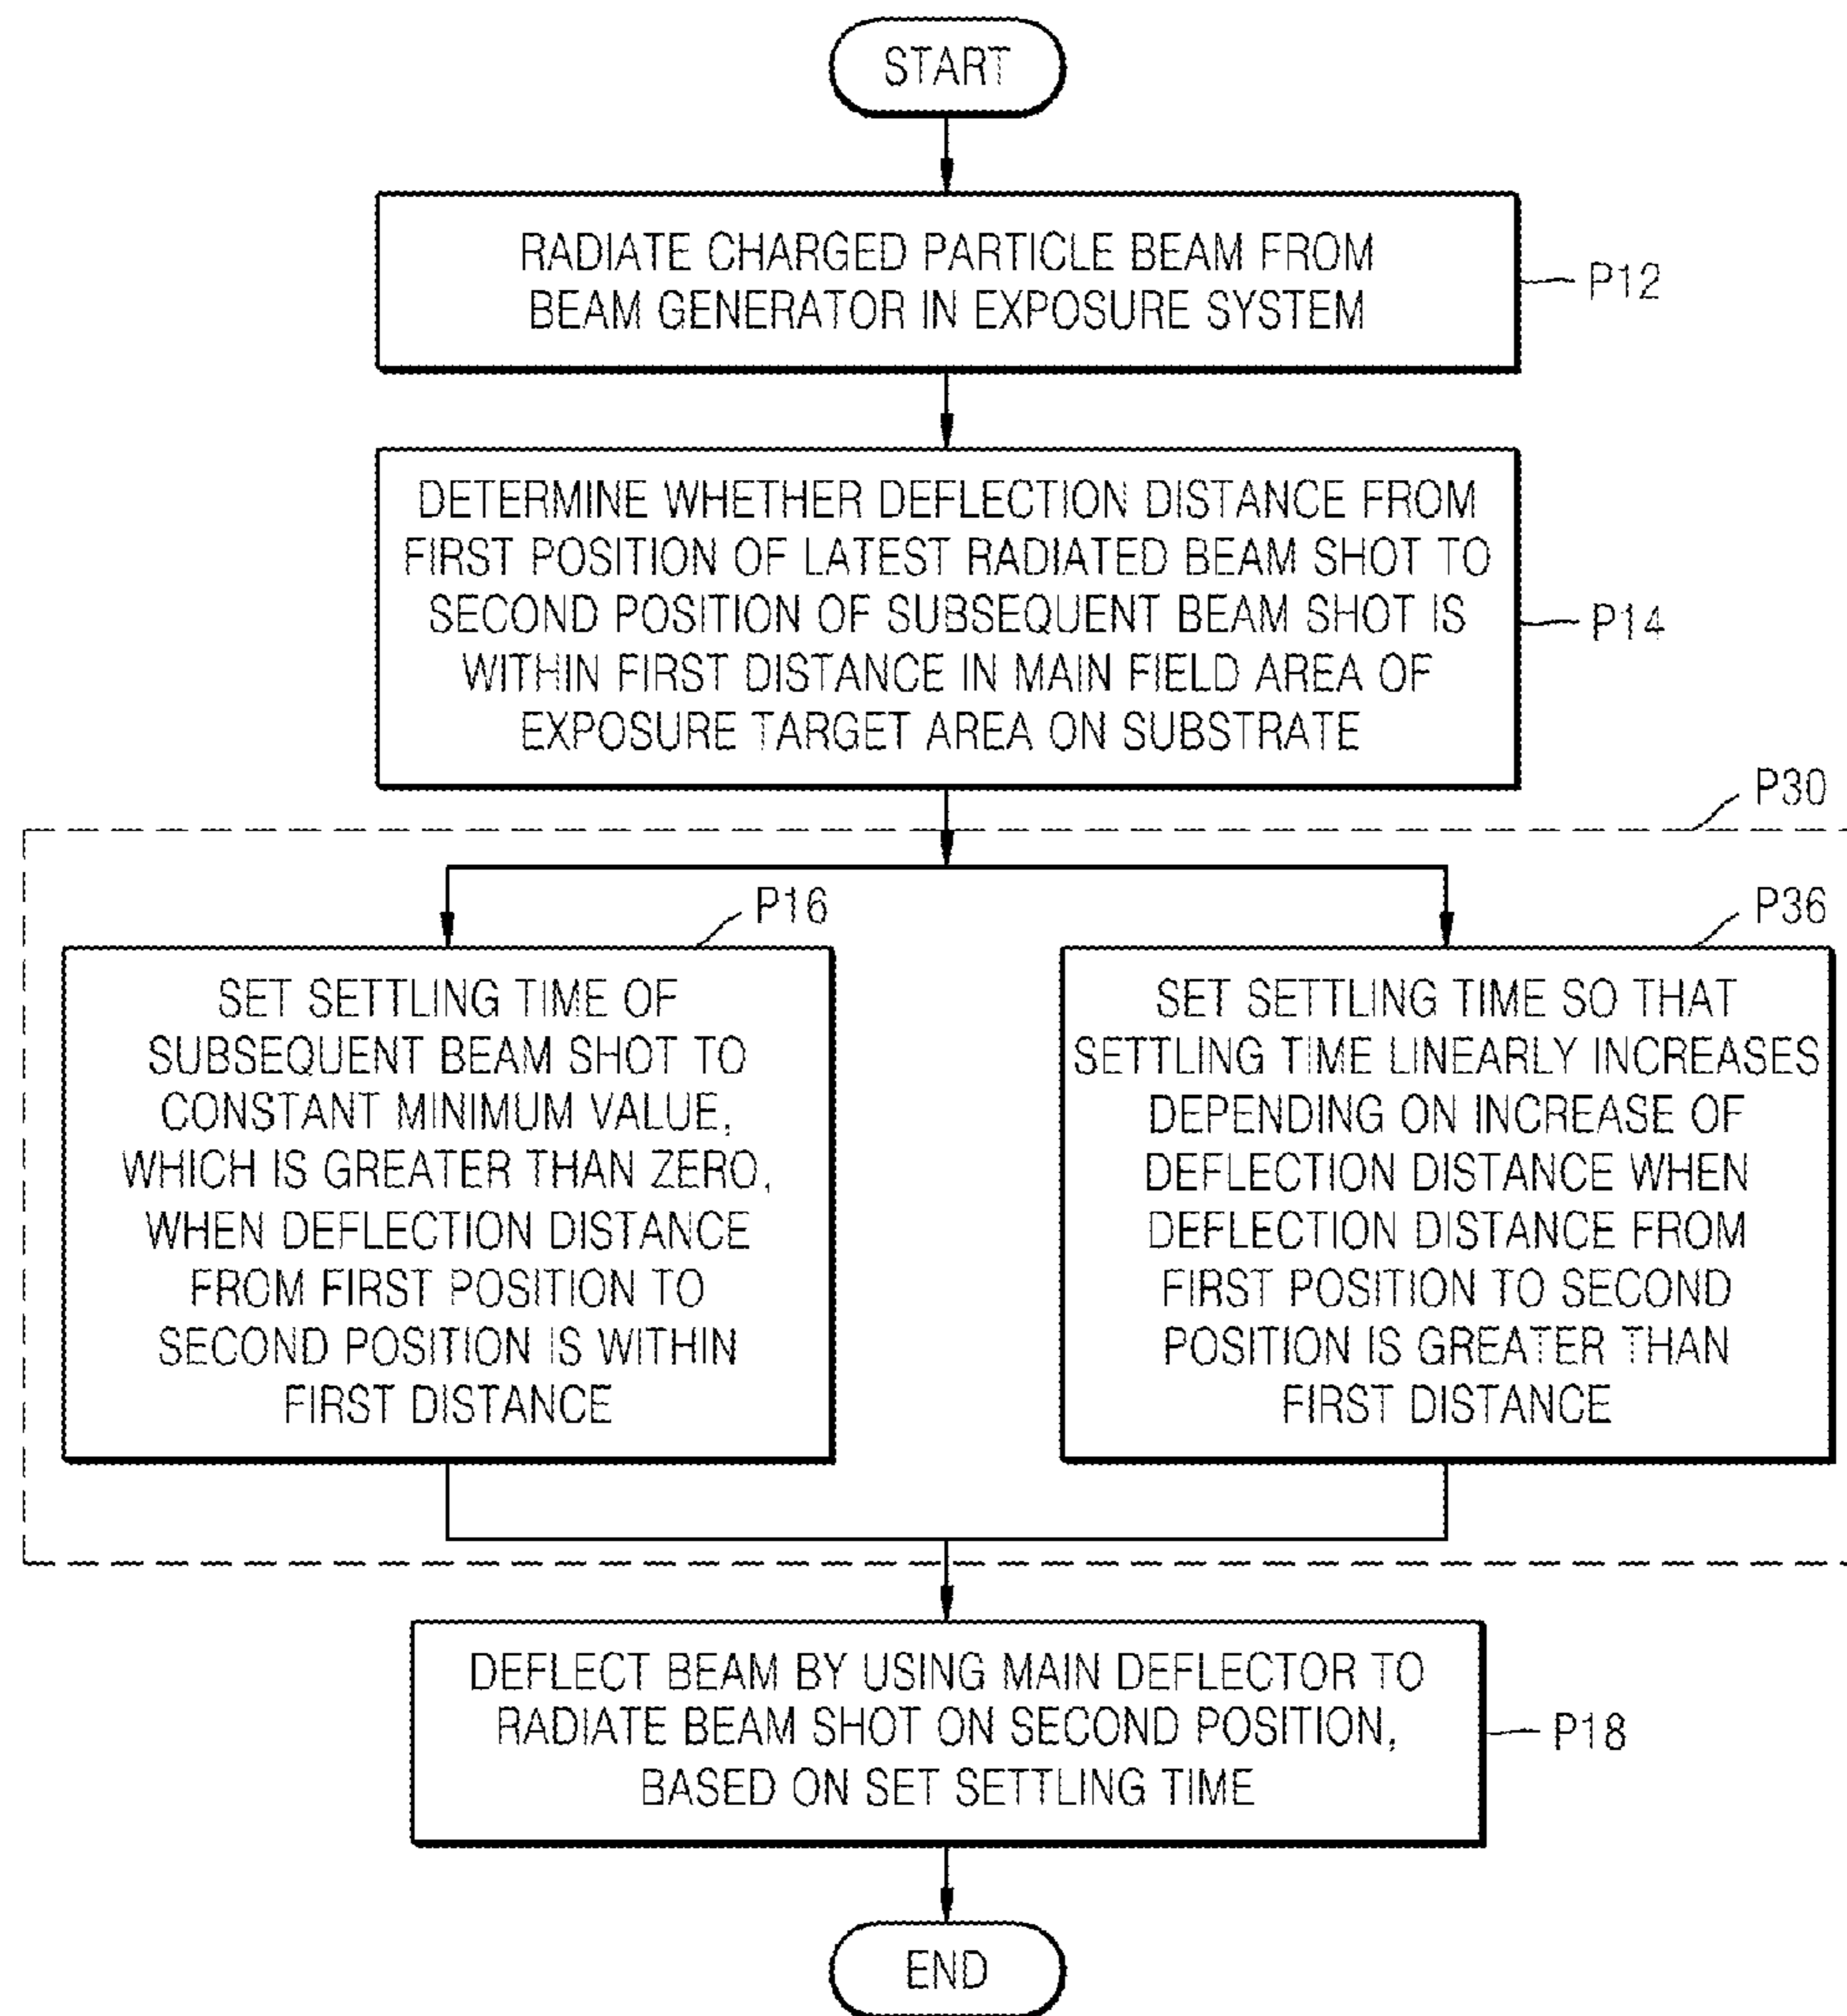 START
RADIATE CHARGED PARTICLE BEAM FROM
BEAM GENERATOR IN EXPOSURE SYSTEM
P12
DETERMINE WHETHER DEFLECTION DISTANCE FROM
FIRST POSITION OF LATEST RADIATED BEAM SHOT TO
SECOND POSITION OF SUBSEQUENT BEAM SHOT IS
WITHIN FIRST DISTANCE IN MAIN FIELD AREA OF
EXPOSURE TARGET AREA ON SUBSTRATE
P14
P30
P16
SET SETTLING TIME OF
SUBSEQUENT BEAM SHOT TO
CONSTANT MINIMUM VALUE,
WHICH IS GREATER THAN ZERO,
WHEN DEFLECTION DISTANCE
FROM FIRST POSITION TO
SECOND POSITION IS WITHIN
FIRST DISTANCE
P36
SET SETTLING TIME SO THAT
SETTLING TIME LINEARLY INCREASES
DEPENDING ON INCREASE OF
DEFLECTION DISTANCE WHEN
DEFLECTION DISTANCE FROM
FIRST POSITION TO SECOND
POSITION IS GREATER THAN
FIRST DISTANCE
DEFLECT BEAM BY USING MAIN DEFLECTOR TO
RADIATE BEAM SHOT ON SECOND POSITION,
BASED ON SET SETTLING TIME
P18
END